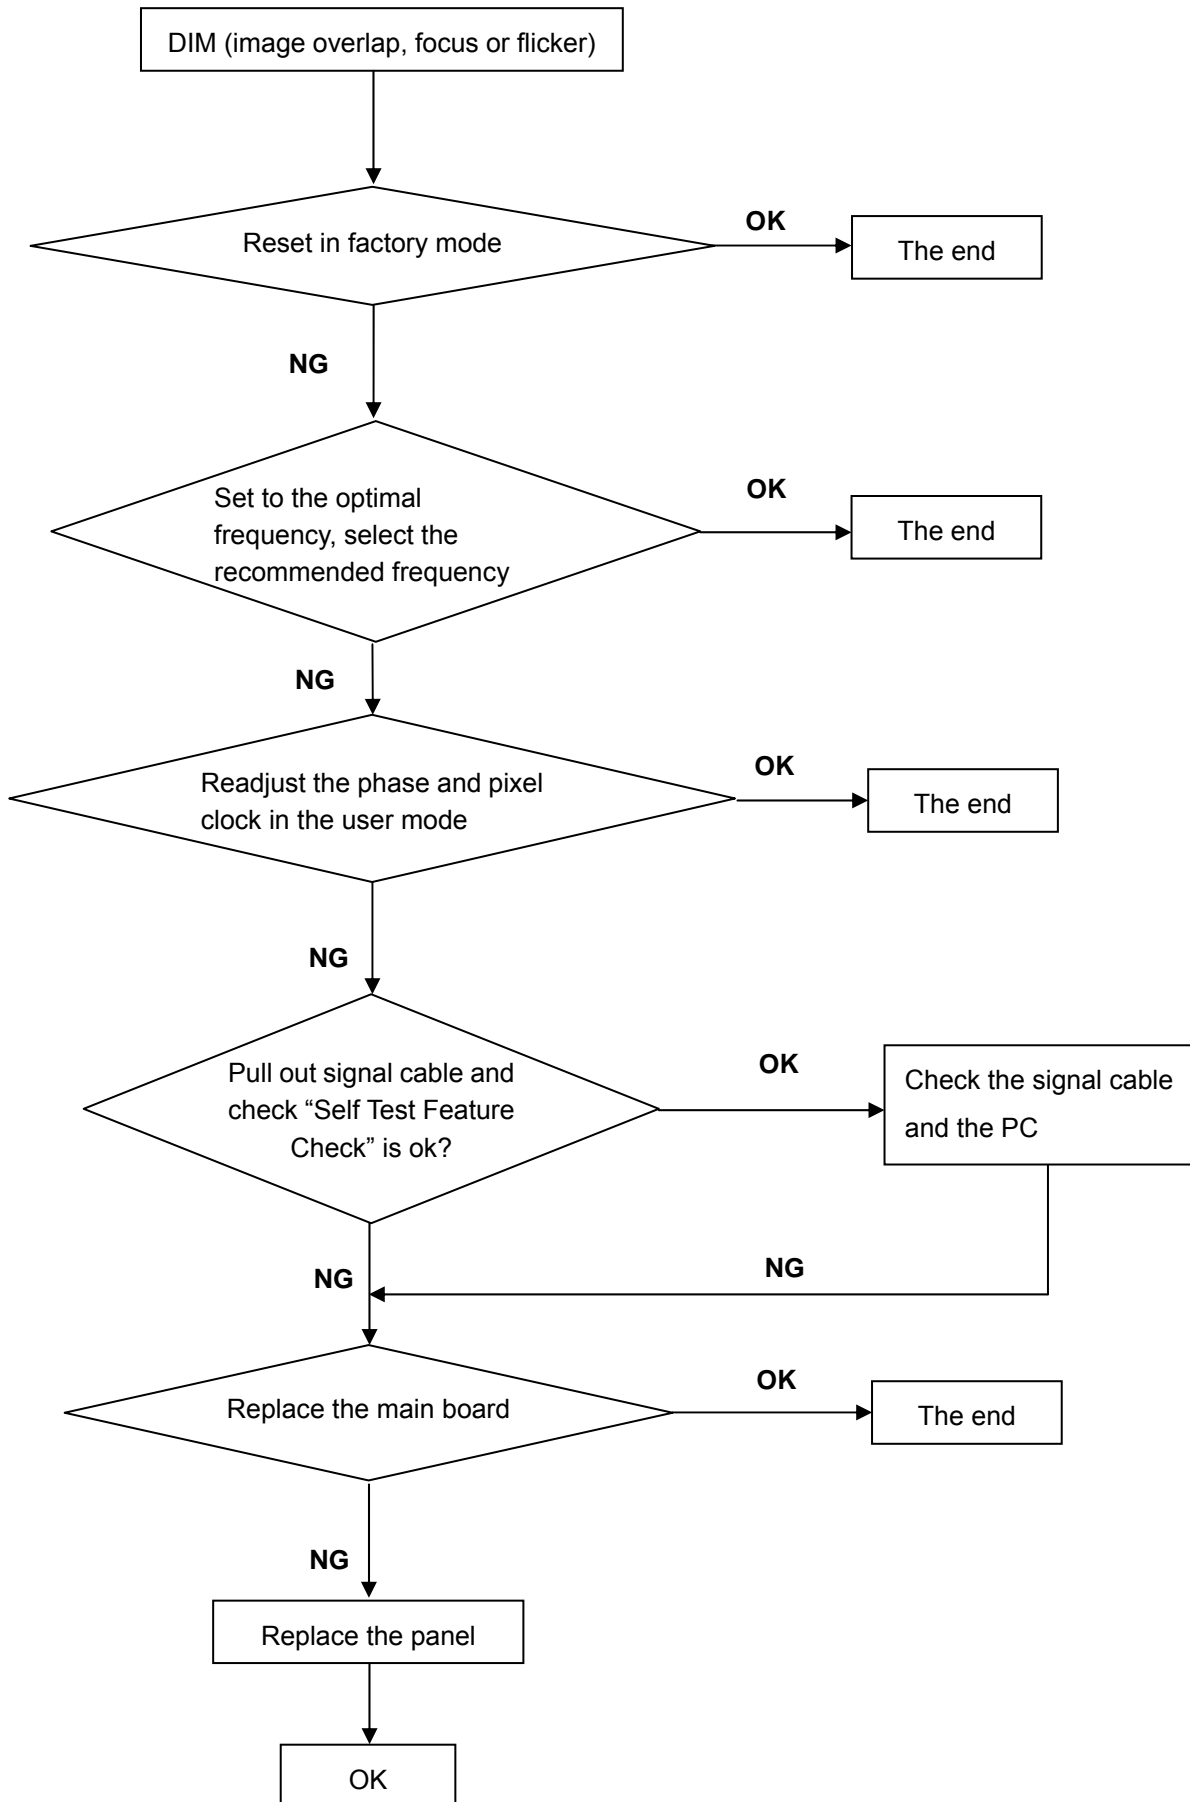 DIM (image overlap, focus or flicker)
Reset in factory mode
OK
The end
NG
Set to the optimal
frequency, select the
recommended frequency
OK
The end
NG
Readjust the phase and pixel
clock in the user mode
OK
The end
NG
Pull out signal cable and
check “Self Test Feature
Check” is ok?
OK
Check the signal cable
and the PC
NG
NG
Replace the main board
OK
The end
NG
Replace the panel
OK